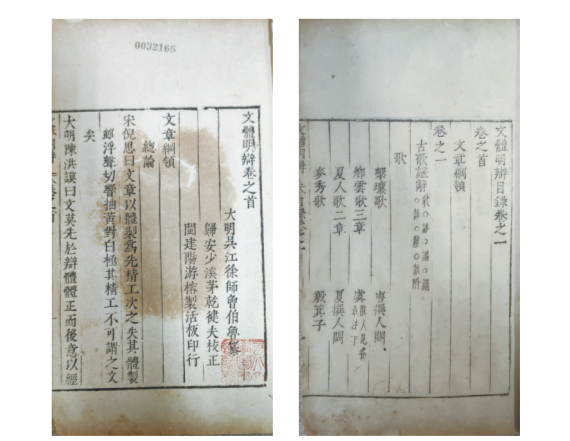 0032165
文體明辯卷之首
大明吳江徐師曾伯魯纂
歸安少溪茅乾健夫校正
閩建陽游榕製活板印行
文章綱領
總論
宋倪思曰文章以體製為先精工次之失其體製
雖浮聲切響抽黃對白極其精工不可謂之文
矣
大明陳洪謨曰文莫先於辯體體正而後意以經
文體明辯目錄卷之一
卷之首
文章綱領
卷之一
古歌謠辭
歌
擊壤歌
卿雲歌三章
夏人歌二章
夏㩀人間
麥秀歌
殷箕子